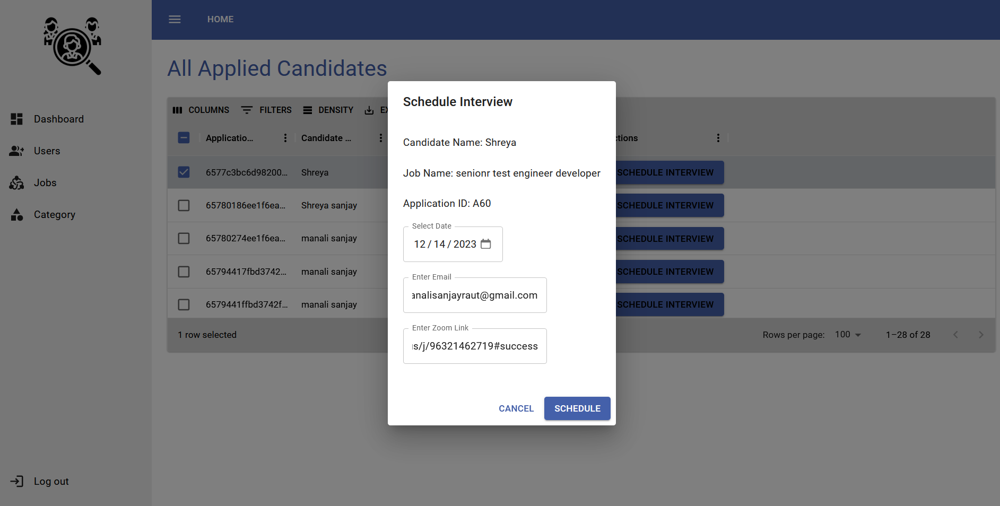 HOME
All Applied Candidates
Dashboard
Users
Jobs
Category
Log out
COLUMNS FILTERS DENSITY
Applicatio... Candidate ...
6577c3bc6d98200... Shreya SCHEDULE INTERVIEW
65780186ee1f6ea... Shreya sanjay SCHEDULE INTERVIEW
65780274ee1f6ea... manali sanjay SCHEDULE INTERVIEW
65794417fbd3742... manali sanjay SCHEDULE INTERVIEW
6579441ffbd3742f... manali sanjay SCHEDULE INTERVIEW
1 row selected Rows per page: 100 1–28 of 28
Schedule Interview
Candidate Name: Shreya
Job Name: senionr test engineer developer
Application ID: A60
Select Date
12/14/2023
Enter Email
analisanjayraut@gmail.com
Enter Zoom Link
s/j/96321462719#success
CANCEL SCHEDULE